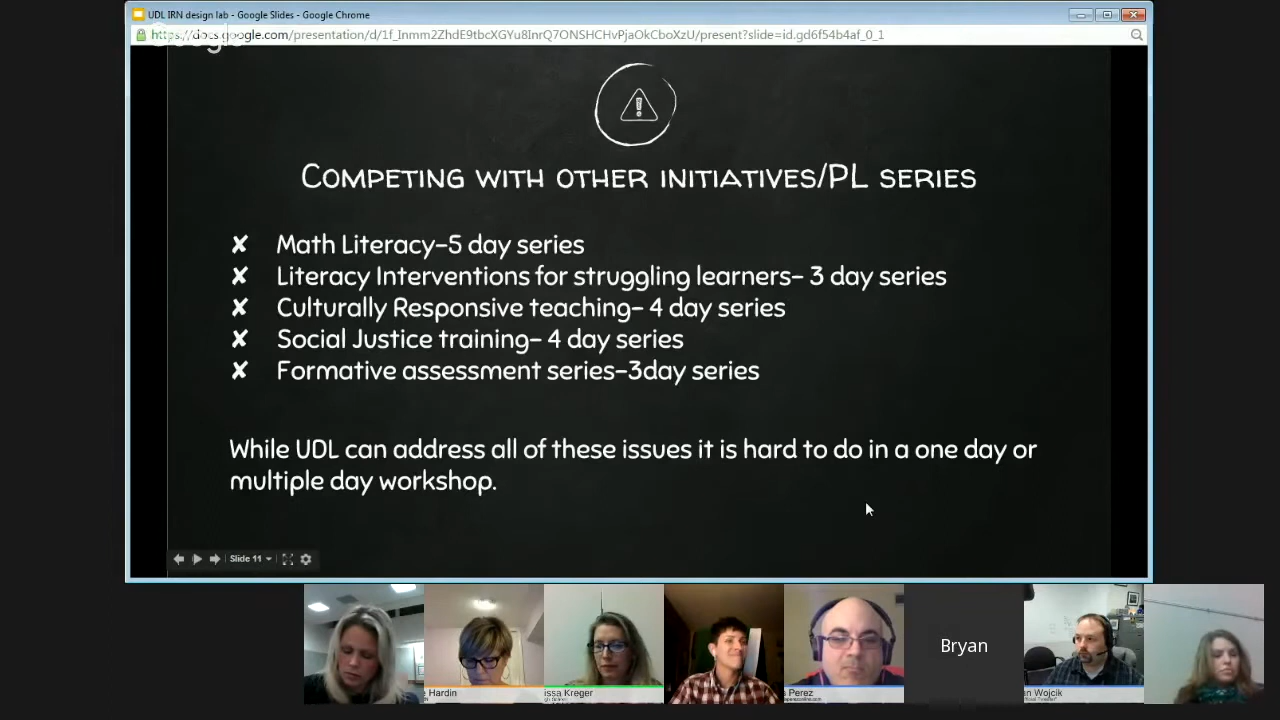 UDL IRN design lab - Google Slides - Google Chrome
Google
https://docs.google.com/presentation/d/1f_Immm2ZhdE9tbcXGYu8InrQ7ONSHCHvPjaOkCboXzU/present?slide=id.gd6f54b4af_0_1
Competing with other initiatives/PL series
✘ Math Literacy-5 day series
✘ Literacy Interventions for struggling learners- 3 day series
✘ Culturally Responsive teaching- 4 day series
✘ Social Justice training- 4 day series
✘ Formative assessment series-3day series
While UDL can address all of these issues it is hard to do in a one day or
multiple day workshop.
Slide 11
Bryan
Hardin
issa Kreger
Perez
n Wojcik